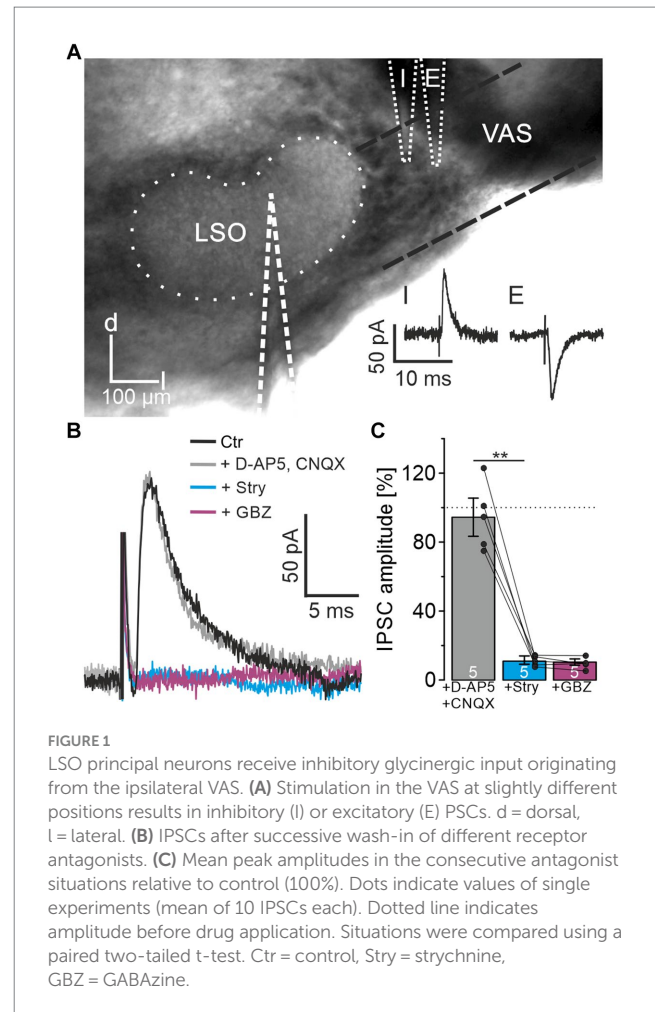 A
I E
VAS
LSO
d
l
100 µm
I E
50 pA
10 ms
B
Ctr
+ D-AP5, CNQX
+ Stry
+ GBZ
50 pA
5 ms
C
**
IPSC amplitude [%]
120
80
40
0
5 5 5
+D-AP5 +Stry +GBZ
+CNQX
FIGURE 1
LSO principal neurons receive inhibitory glycinergic input originating
from the ipsilateral VAS. (A) Stimulation in the VAS at slightly different
positions results in inhibitory (I) or excitatory (E) PSCs. d = dorsal,
l = lateral. (B) IPSCs after successive wash-in of different receptor
antagonists. (C) Mean peak amplitudes in the consecutive antagonist
situations relative to control (100%). Dots indicate values of single
experiments (mean of 10 IPSCs each). Dotted line indicates
amplitude before drug application. Situations were compared using a
paired two-tailed t-test. Ctr = control, Stry = strychnine,
GBZ = GABAzine.